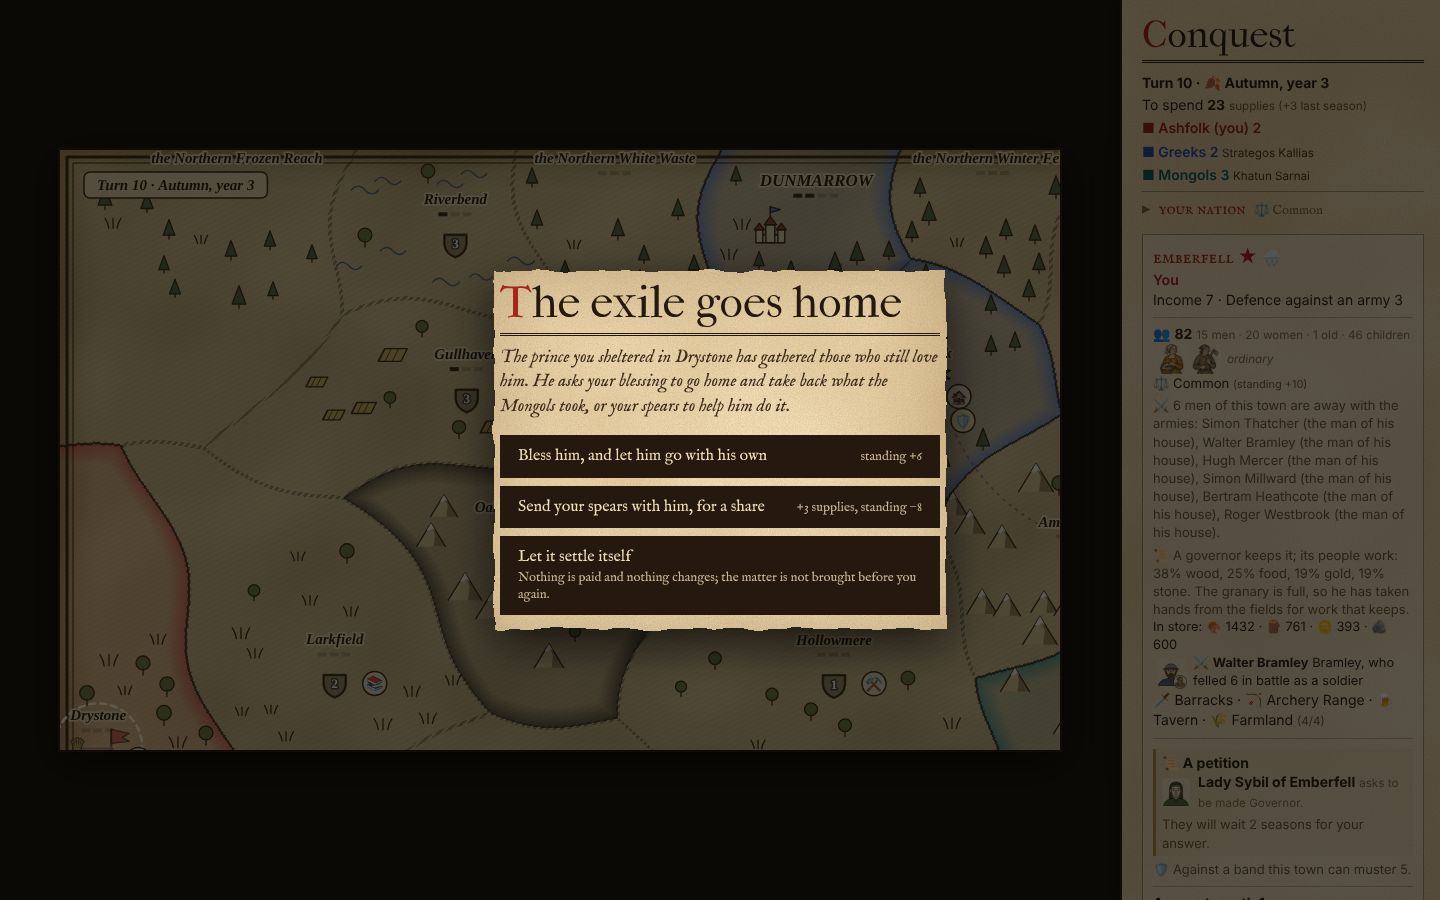 the Northern Frozen Reach
the Northern White Waste
the Northern Winter Fe
Turn 10 · Autumn, year 3
Riverbend
3
DUNMARROW
Gullhave
3
Oa
Am
Larkfield
2
Hollowmere
1
Drystone
The exile goes home
The prince you sheltered in Drystone has gathered those who still love
him. He asks your blessing to go home and take back what the
Mongols took, or your spears to help him do it.
Bless him, and let him go with his own standing +6
Send your spears with him, for a share +3 supplies, standing −8
Let it settle itself
Nothing is paid and nothing changes; the matter is not brought before you
again.
Conquest
Turn 10 · 🍂 Autumn, year 3
To spend 23 supplies (+3 last season)
Ashfolk (you) 2
Greeks 2 Strategos Kallias
Mongols 3 Khatun Sarnai
▶ YOUR NATION ⚖️ Common
EMBERFELL ★ 🌧️
You
Income 7 · Defence against an army 3
👥 82 15 men · 20 women · 1 old · 46 children
ordinary
⚖️ Common (standing +10)
⚔️ 6 men of this town are away with the
armies: Simon Thatcher (the man of his
house), Walter Bramley (the man of his
house), Hugh Mercer (the man of his
house), Simon Millward (the man of his
house), Bertram Heathcote (the man of
his house), Roger Westbrook (the man of
his house).
📜 A governor keeps it; its people work:
38% wood, 25% food, 19% gold, 19%
stone. The granary is full, so he has taken
hands from the fields for work that keeps.
In store: 🍖 1432 · 🪵 761 · 🪙 393 · 🪨
600
⚔️ Walter Bramley Bramley, who
felled 6 in battle as a soldier
🗡️ Barracks · 🏹 Archery Range · 🍺
Tavern · 🌾 Farmland (4/4)
📜 A petition
Lady Sybil of Emberfell asks to
be made Governor.
They will wait 2 seasons for your
answer.
🛡️ Against a band this town can muster 5.